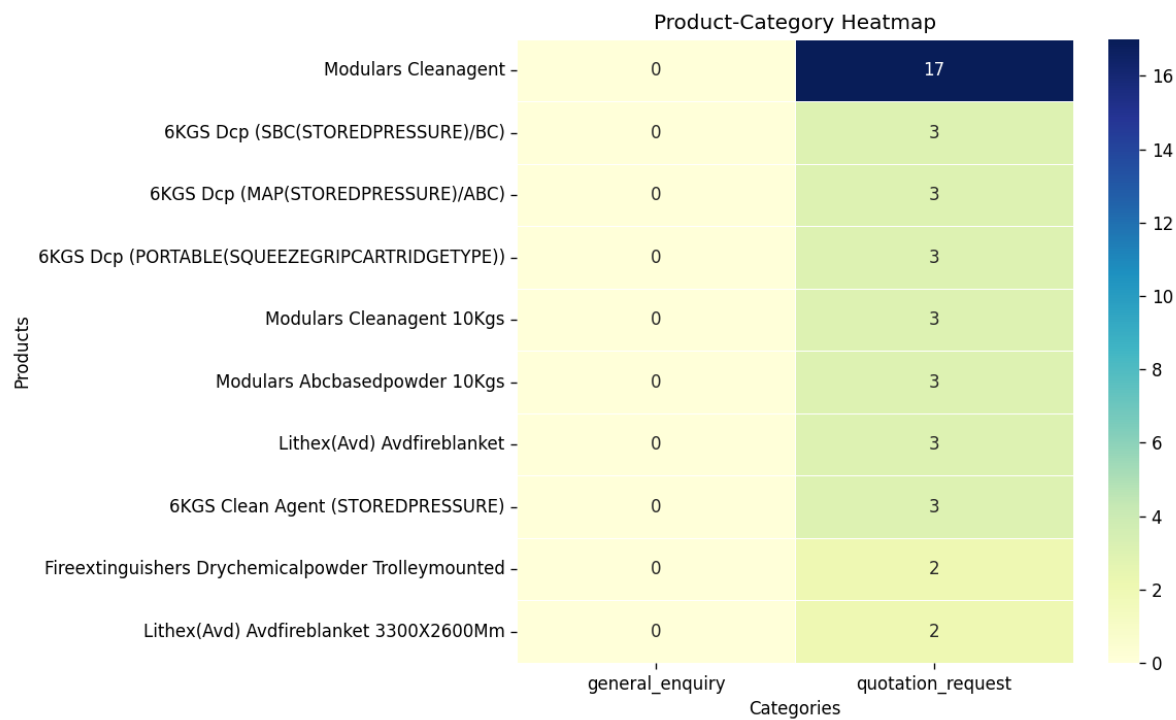 Product-Category Heatmap
Modulars Cleanagent 0 17
6KGS Dcp (SBC(STOREDPRESSURE)/BC) 0 3
6KGS Dcp (MAP(STOREDPRESSURE)/ABC) 0 3
6KGS Dcp (PORTABLE(SQUEEZEGRIPCARTRIDGETYPE)) 0 3
Modulars Cleanagent 10Kgs 0 3
Modulars Abcbasedpowder 10Kgs 0 3
Lithex(Avd) Avdfireblanket 0 3
6KGS Clean Agent (STOREDPRESSURE) 0 3
Fireextinguishers Drychemicalpowder Trolleymounted 0 2
Lithex(Avd) Avdfireblanket 3300X2600Mm 0 2
Products
general_enquiry quotation_request
Categories
16
14
12
10
8
6
4
2
0